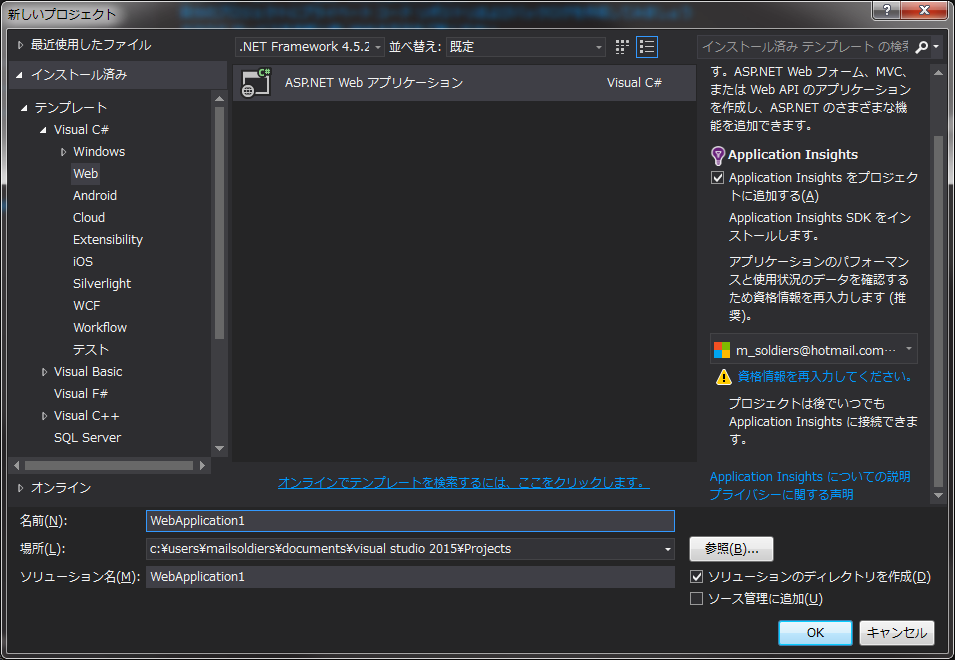 新しいプロジェクト
最近使用したファイル
インストール済み
テンプレート
Visual C#
Windows
Web
Android
Cloud
Extensibility
iOS
Silverlight
WCF
Workflow
テスト
Visual Basic
Visual F#
Visual C++
SQL Server
オンライン
.NET Framework 4.5.2
並べ替え: 既定
ASP.NET Web アプリケーション Visual C#
オンラインでテンプレートを検索するには、ここをクリックします。
インストール済み テンプレート の検索
す。ASP.NET Web フォーム、MVC、
または Web API のアプリケーション
を作成し、ASP.NET のさまざまな機
能を追加できます。
Application Insights
Application Insights をプロジェク
トに追加する(A)
Application Insights SDK をイン
ストールします。
アプリケーションのパフォーマン
スと使用状況のデータを確認する
ため資格情報を再入力します (推
奨)。
m_soldiers@hotmail.com…
資格情報を再入力してください。
プロジェクトは後でいつでも
Application Insights に接続できま
す。
Application Insights についての説明
プライバシーに関する声明
名前(N):
WebApplication1
場所(L):
c:¥users¥mailsoldiers¥documents¥visual studio 2015¥Projects
参照(B)...
ソリューション名(M):
WebApplication1
ソリューションのディレクトリを作成(D)
ソース管理に追加(U)
OK
キャンセル